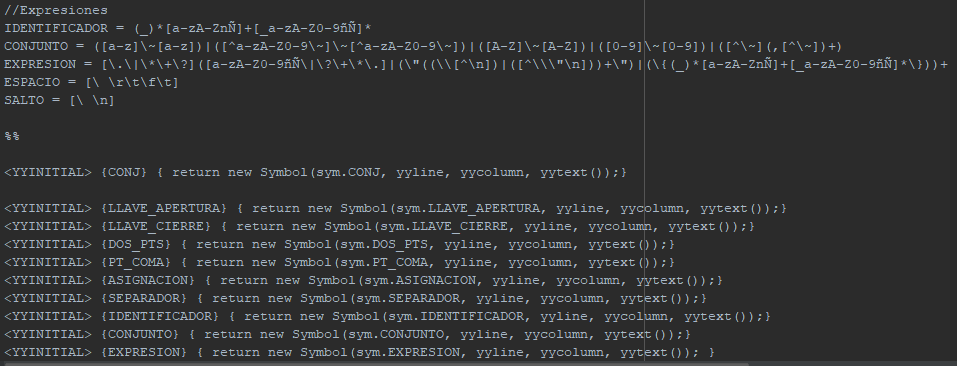 //Expresiones
IDENTIFICADOR = (_)*[a-zA-ZnÑ]+[_a-zA-Z0-9ñÑ]*
CONJUNTO = ([a-z]\~[a-z])|([^a-zA-Z0-9\~]\~[^a-zA-Z0-9\~])|([A-Z]\~[A-Z])|([0-9]\~[0-9])|([^\~](,[^\~])+)
EXPRESION = [\.\|\*\+\?]([a-zA-Z0-9ñÑ\|\?\+\*\.]|(\"((\\[^\n])|([^\\\"\n]))+\")|(\{(_)*[a-zA-ZnÑ]+[_a-zA-Z0-9ñÑ]*\}))+
ESPACIO = [\ \r\t\f\t]
SALTO = [\ \n]
%%
<YYINITIAL> {CONJ} { return new Symbol(sym.CONJ, yyline, yycolumn, yytext());}
<YYINITIAL> {LLAVE_APERTURA} { return new Symbol(sym.LLAVE_APERTURA, yyline, yycolumn, yytext());}
<YYINITIAL> {LLAVE_CIERRE} { return new Symbol(sym.LLAVE_CIERRE, yyline, yycolumn, yytext());}
<YYINITIAL> {DOS_PTS} { return new Symbol(sym.DOS_PTS, yyline, yycolumn, yytext());}
<YYINITIAL> {PT_COMA} { return new Symbol(sym.PT_COMA, yyline, yycolumn, yytext());}
<YYINITIAL> {ASIGNACION} { return new Symbol(sym.ASIGNACION, yyline, yycolumn, yytext());}
<YYINITIAL> {SEPARADOR} { return new Symbol(sym.SEPARADOR, yyline, yycolumn, yytext());}
<YYINITIAL> {IDENTIFICADOR} { return new Symbol(sym.IDENTIFICADOR, yyline, yycolumn, yytext());}
<YYINITIAL> {CONJUNTO} { return new Symbol(sym.CONJUNTO, yyline, yycolumn, yytext());}
<YYINITIAL> {EXPRESION} { return new Symbol(sym.EXPRESION, yyline, yycolumn, yytext()); }